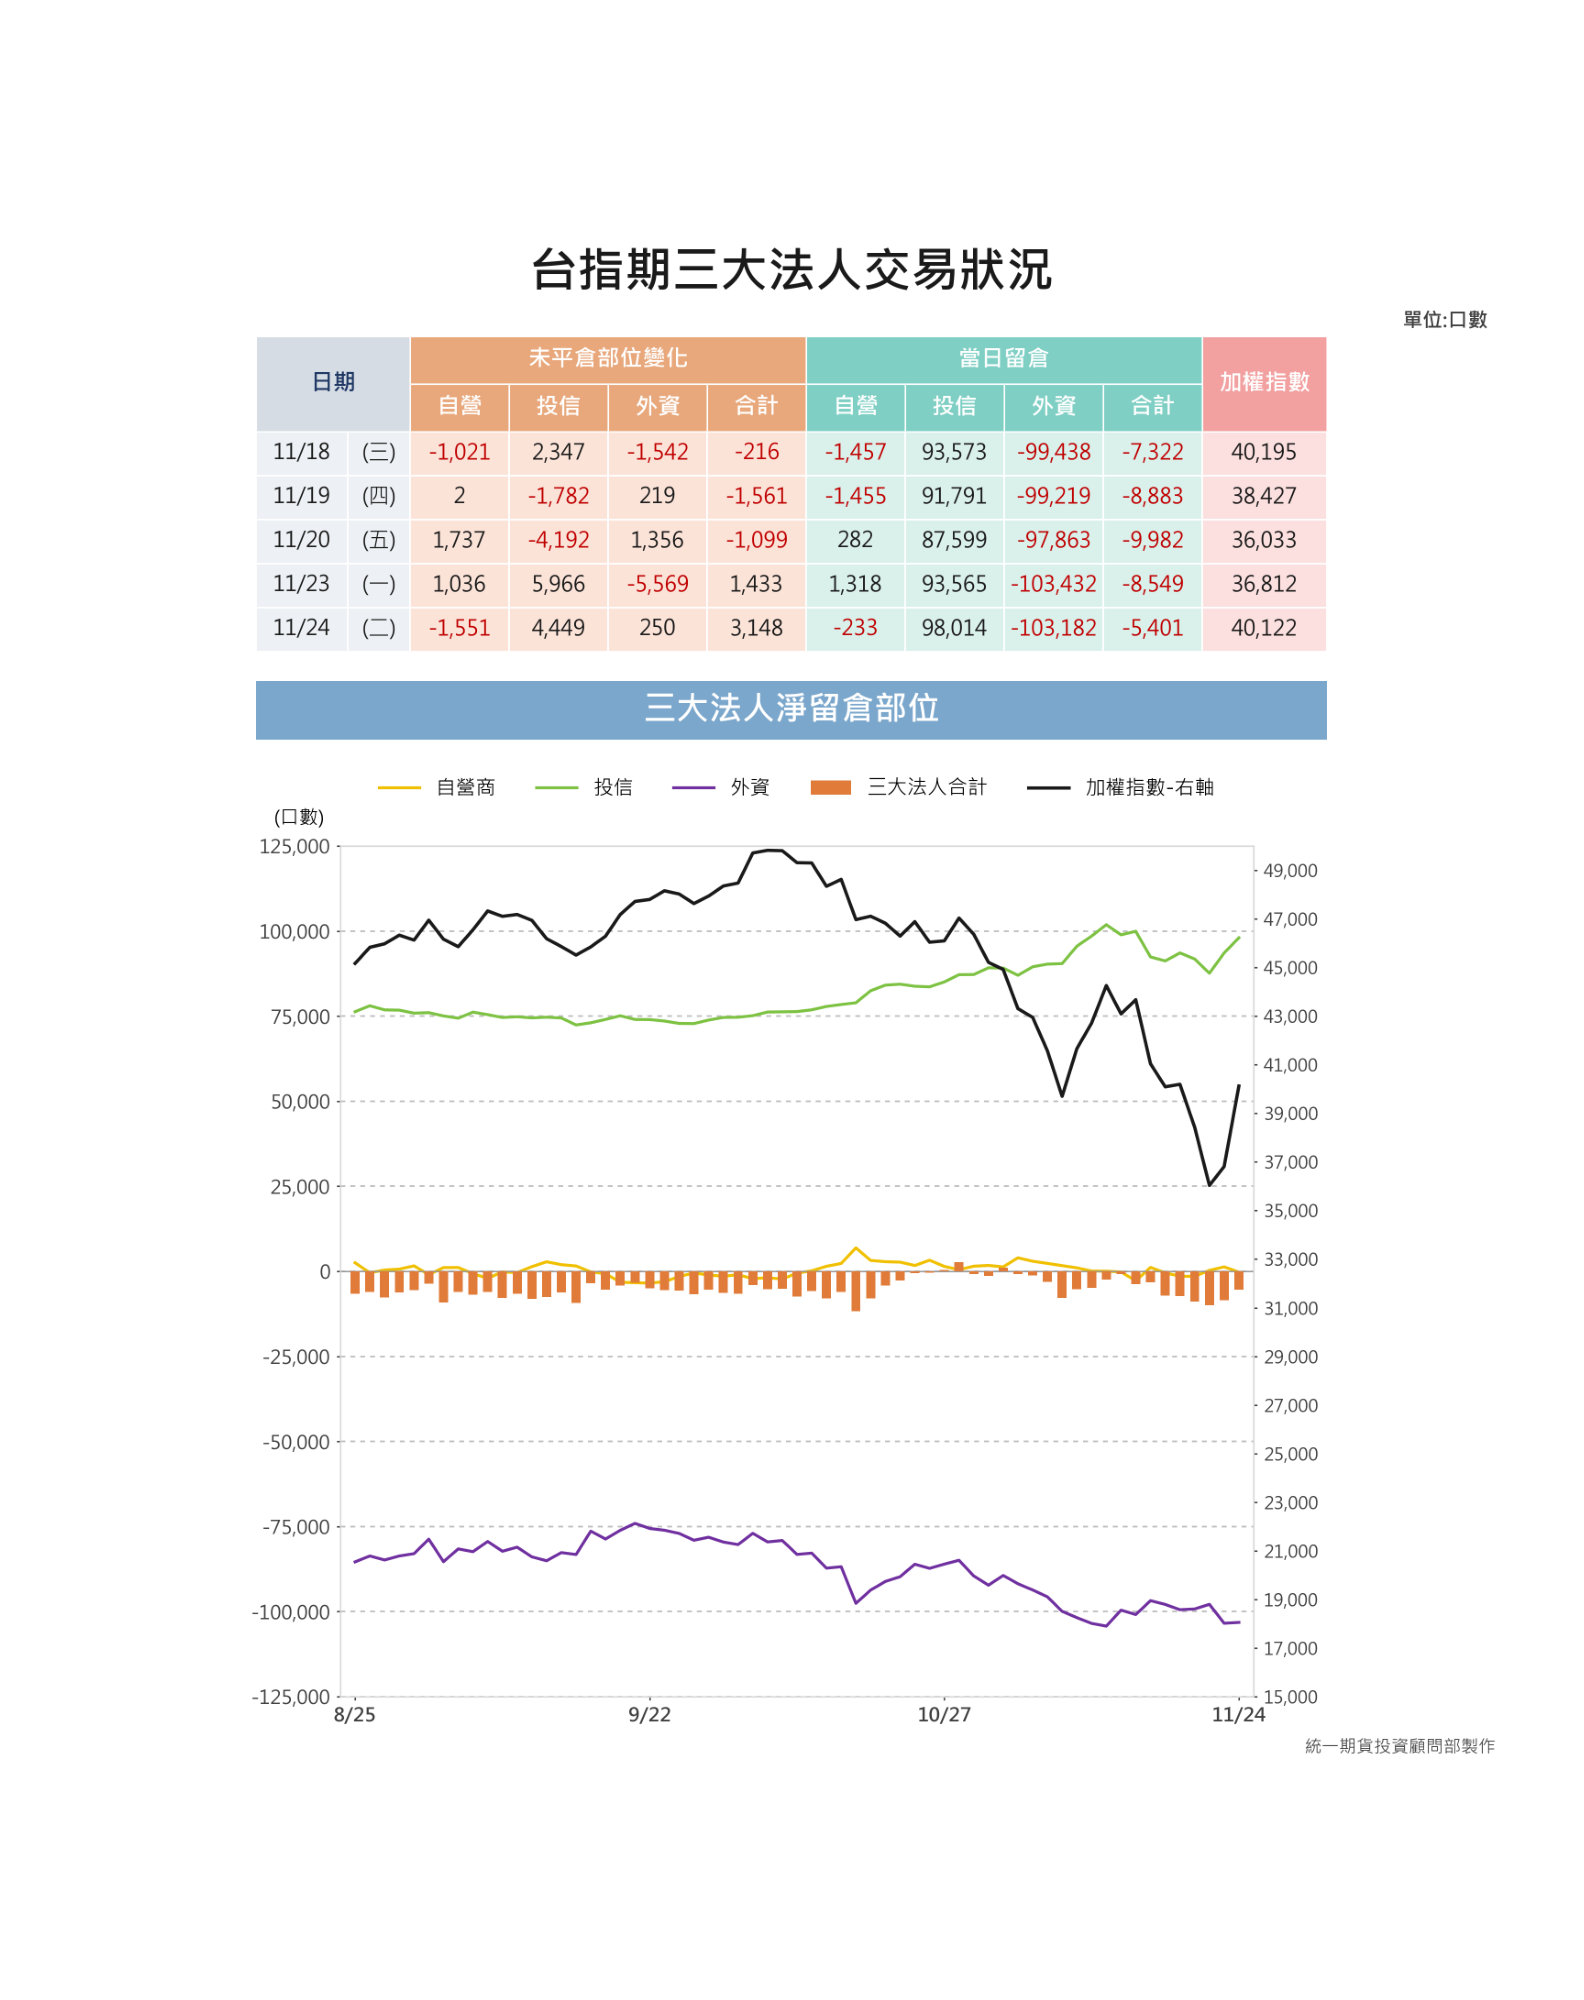 台指期三大法人交易狀況
單位:口數
日期 未平倉部位變化 當日留倉 加權指數
自營 投信 外資 合計 自營 投信 外資 合計
11/18 (三) -1,021 2,347 -1,542 -216 -1,457 93,573 -99,438 -7,322 40,195
11/19 (四) 2 -1,782 219 -1,561 -1,455 91,791 -99,219 -8,883 38,427
11/20 (五) 1,737 -4,192 1,356 -1,099 282 87,599 -97,863 -9,982 36,033
11/23 (一) 1,036 5,966 -5,569 1,433 1,318 93,565 -103,432 -8,549 36,812
11/24 (二) -1,551 4,449 250 3,148 -233 98,014 -103,182 -5,401 40,122
三大法人淨留倉部位
自營商 投信 外資 三大法人合計 加權指數-右軸
(口數)
125,000
49,000
47,000
100,000
45,000
75,000 43,000
41,000
50,000
39,000
37,000
25,000
35,000
33,000
0
31,000
-25,000 29,000
27,000
-50,000
25,000
23,000
-75,000
21,000
-100,000
19,000
17,000
-125,000 15,000
8/25 9/22 10/27 11/24
統一期貨投資顧問部製作